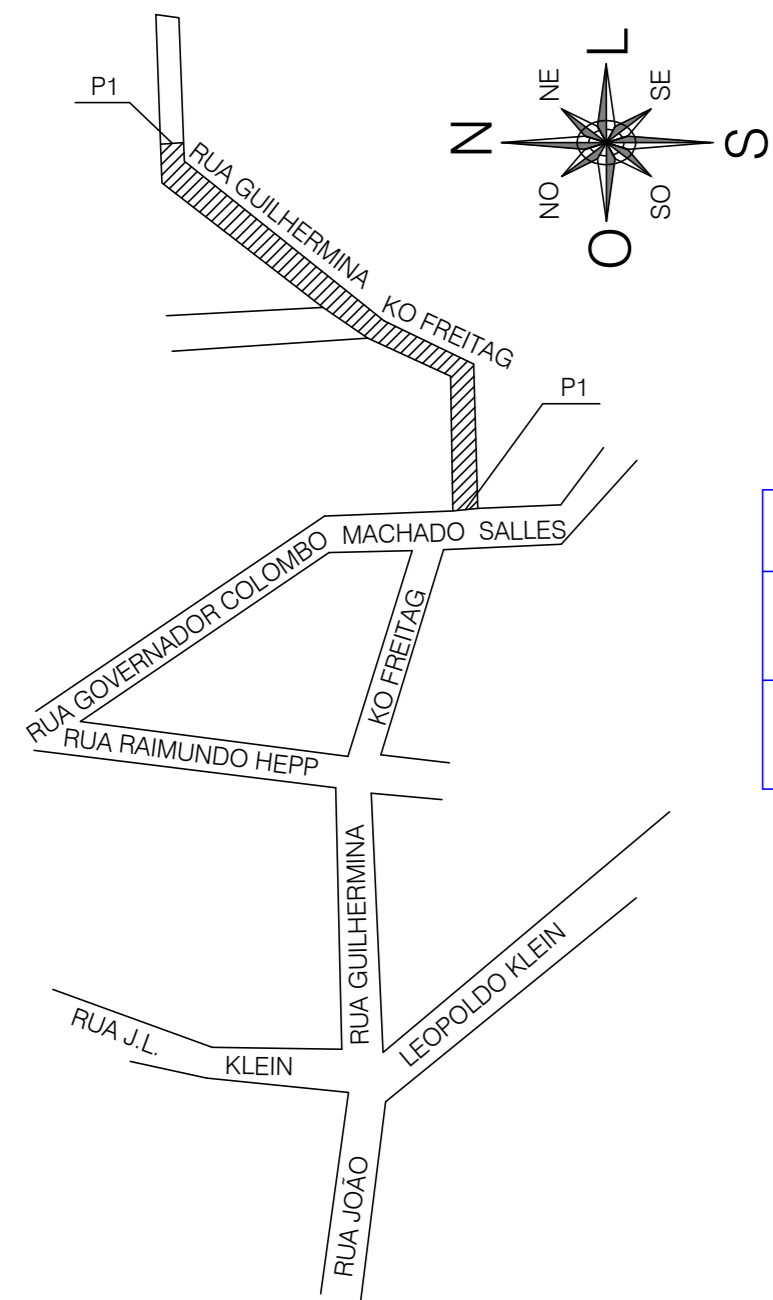 P1
RUA GUILHERMINA
KO FREITAG
N
NE
L
SE
S
SO
O
NO
P1
RUA GOVERNADOR COLOMBO
MACHADO SALLES
KO FREITAG
RUA RAIMUNDO HEPP
RUA GUILHERMINA
LEOPOLDO KLEIN
RUA J.L.
KLEIN
RUA JOÃO